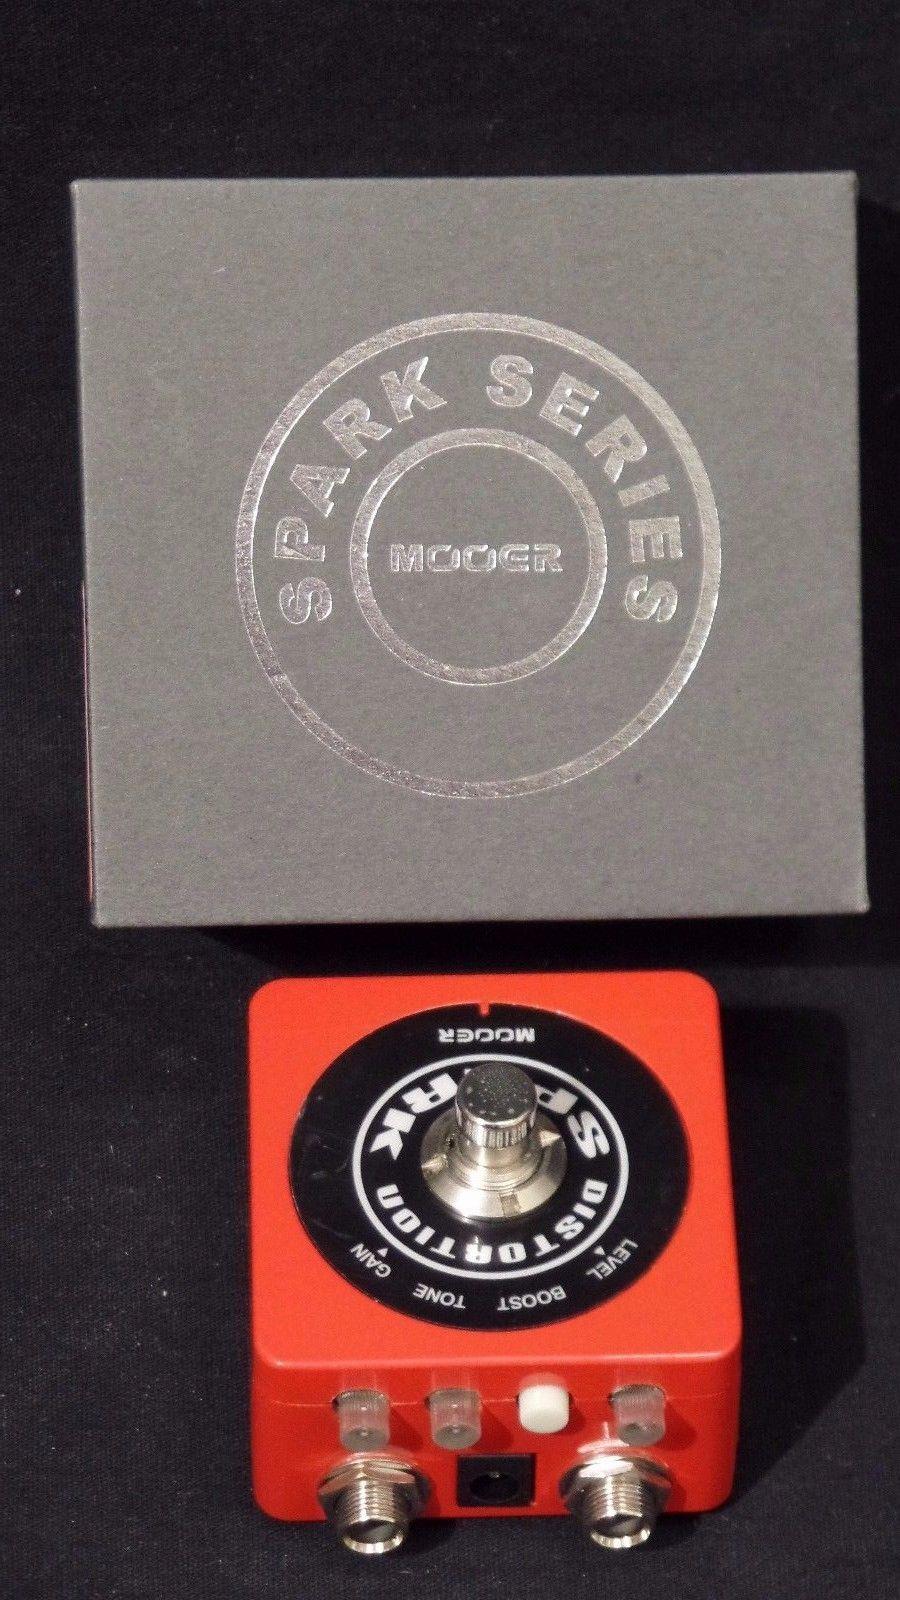 SPARK SERIES
MOOER
MOOER
SPARK
DISTORTION
LEVEL BOOST TONE GAIN